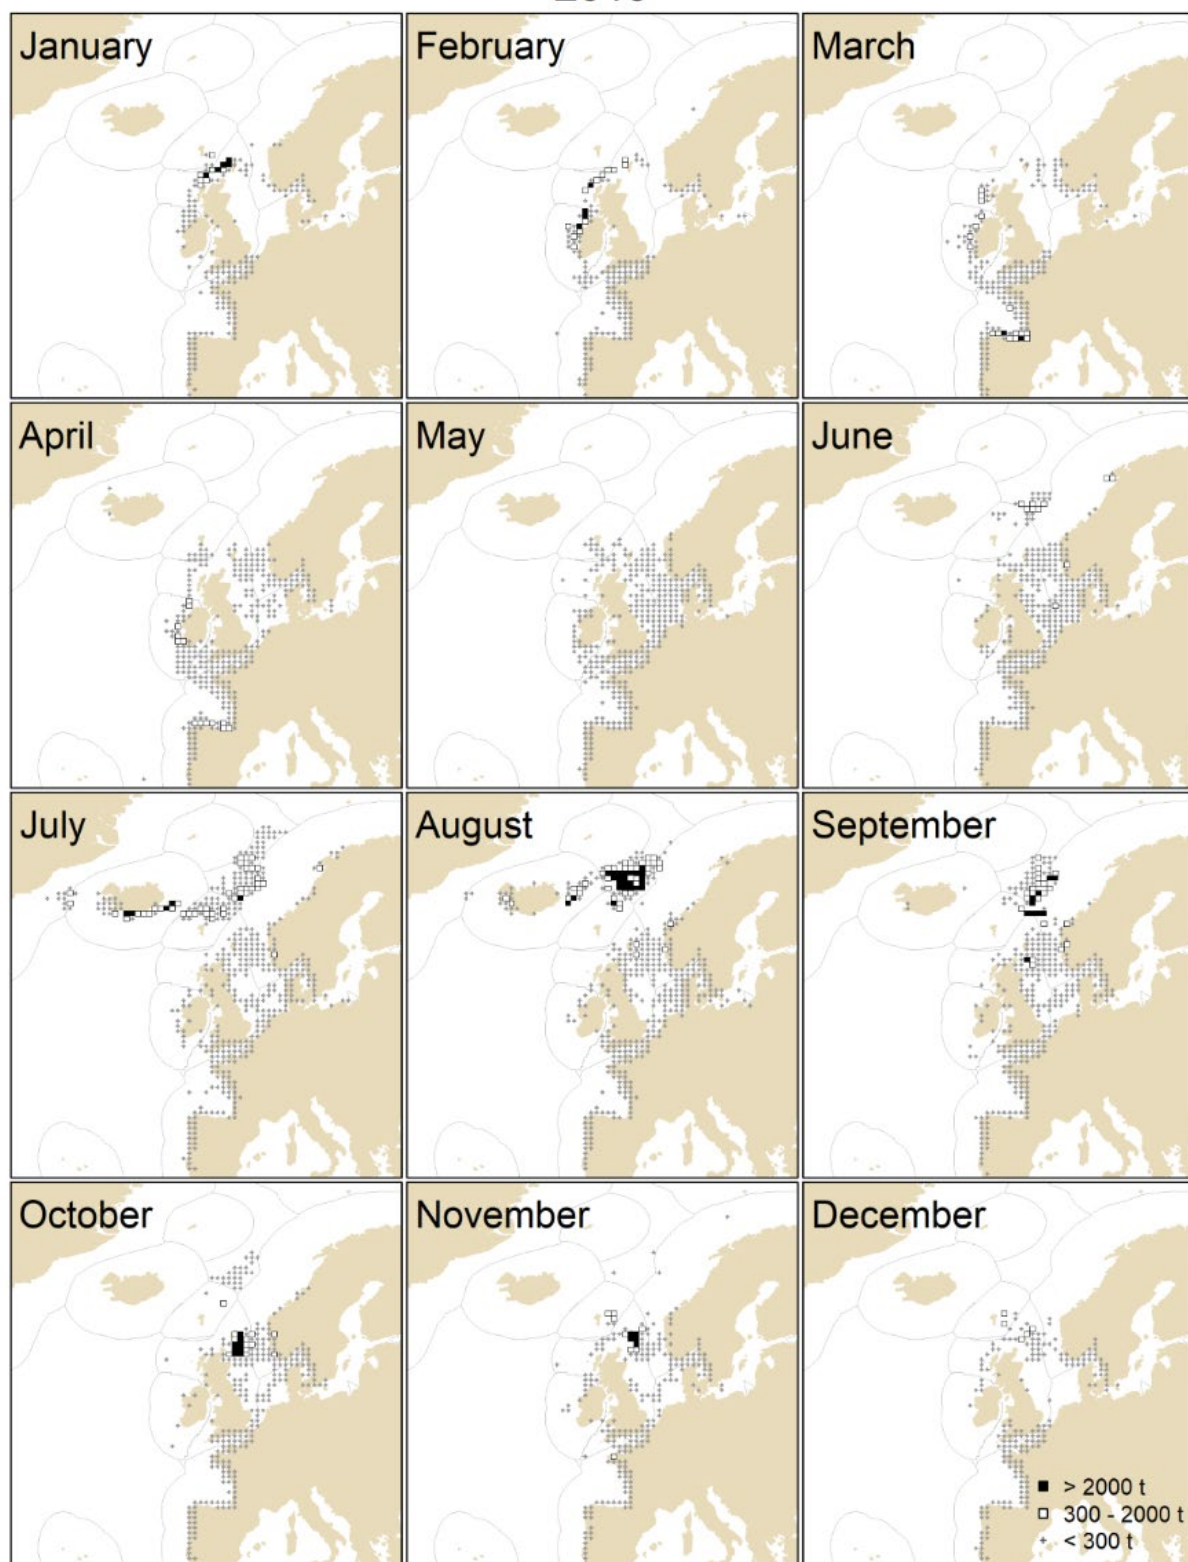 January
February
March
April
May
June
July
August
September
October
November
December
> 2000 t
300 - 2000 t
< 300 t